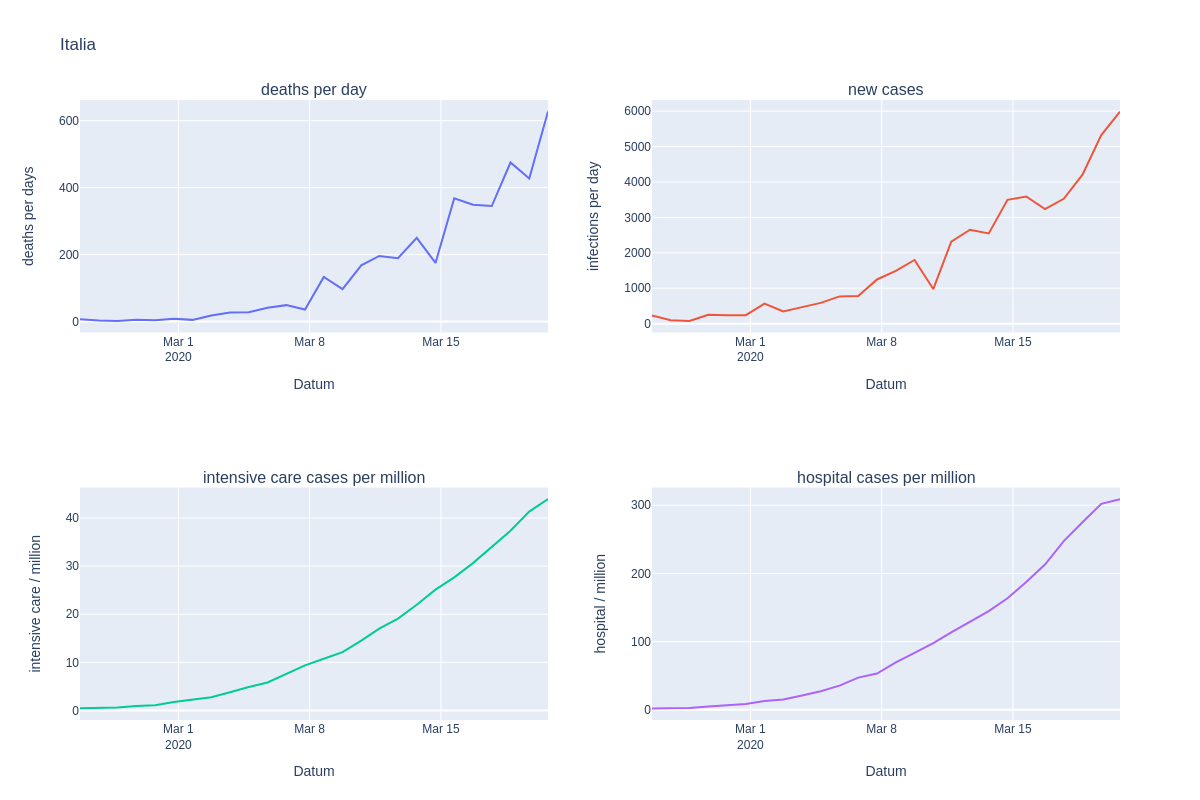 Italia
deaths per day
deaths per days
600
400
200
0
Mar 1
2020
Mar 8
Mar 15
Datum
new cases
infections per day
6000
5000
4000
3000
2000
1000
0
Mar 1
2020
Mar 8
Mar 15
Datum
intensive care cases per million
intensive care / million
40
30
20
10
0
Mar 1
2020
Mar 8
Mar 15
Datum
hospital cases per million
hospital / million
300
200
100
0
Mar 1
2020
Mar 8
Mar 15
Datum